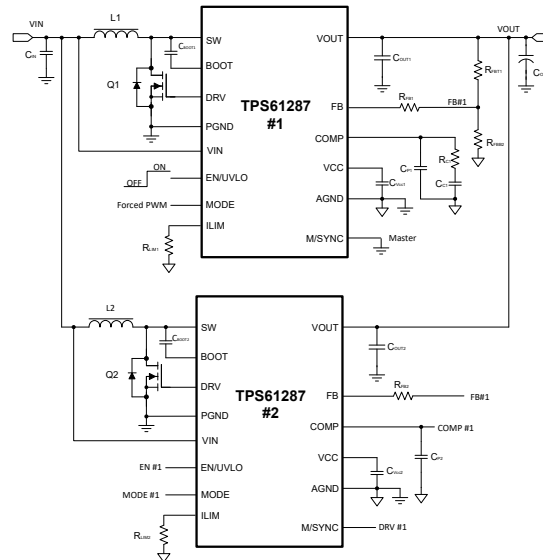 L1
VIN
CIN
CBOOT1
SW
BOOT
Q1
DRV
PGND
VIN
ON
OFF
EN/UVLO
Forced PWM
MODE
ILIM
RLIM1
TPS61287
#1
VOUT
COUT1
VOUT
RFBT1
FB
RFB1
FB#1
COMP
RFBB2
RC1
CP1
CC1
VCC
CVcc1
AGND
M/SYNC
Master
L2
CBOOT2
SW
BOOT
Q2
DRV
PGND
VIN
EN #1
EN/UVLO
MODE #1
MODE
ILIM
RLIM2
TPS61287
#2
VOUT
COUT2
FB
RFB2
FB#1
COMP
COMP #1
CP2
VCC
CVcc2
AGND
M/SYNC
DRV #1